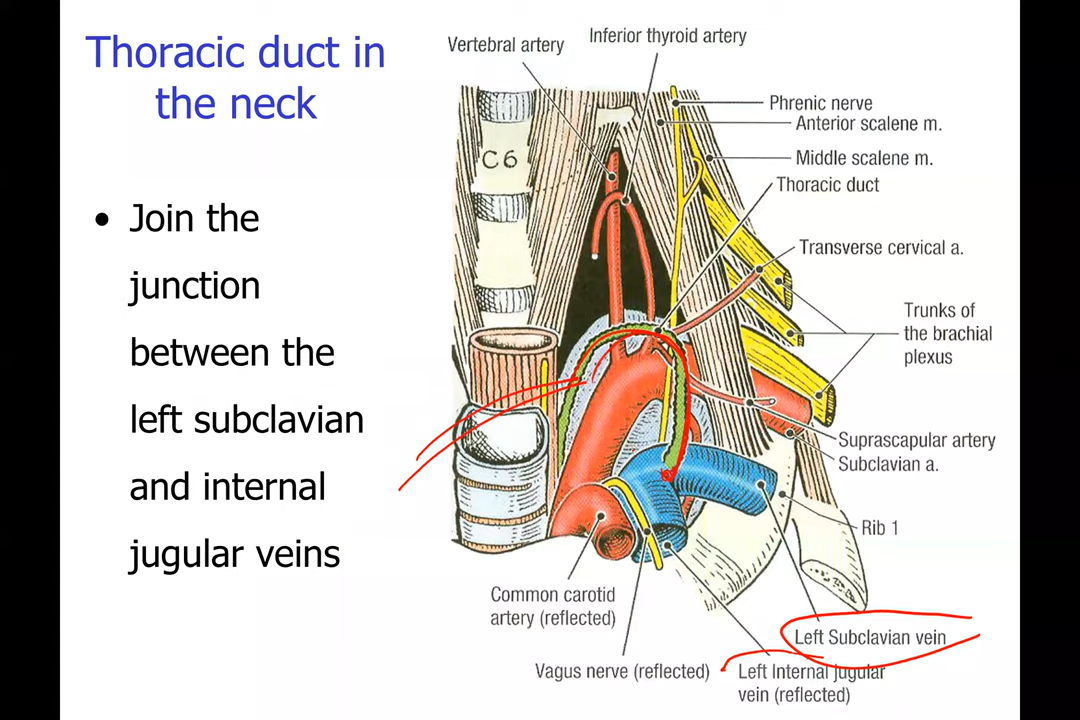 Thoracic duct in
the neck
• Join the
junction
between the
left subclavian
and internal
jugular veins
Vertebral artery
Inferior thyroid artery
Phrenic nerve
Anterior scalene m.
Middle scalene m.
Thoracic duct
C6
Transverse cervical a.
Trunks of
the brachial
plexus
Suprascapular artery
Subclavian a.
Rib 1
Common carotid
artery (reflected)
Left Subclavian vein
Vagus nerve (reflected)
Left Internal jugular
vein (reflected)